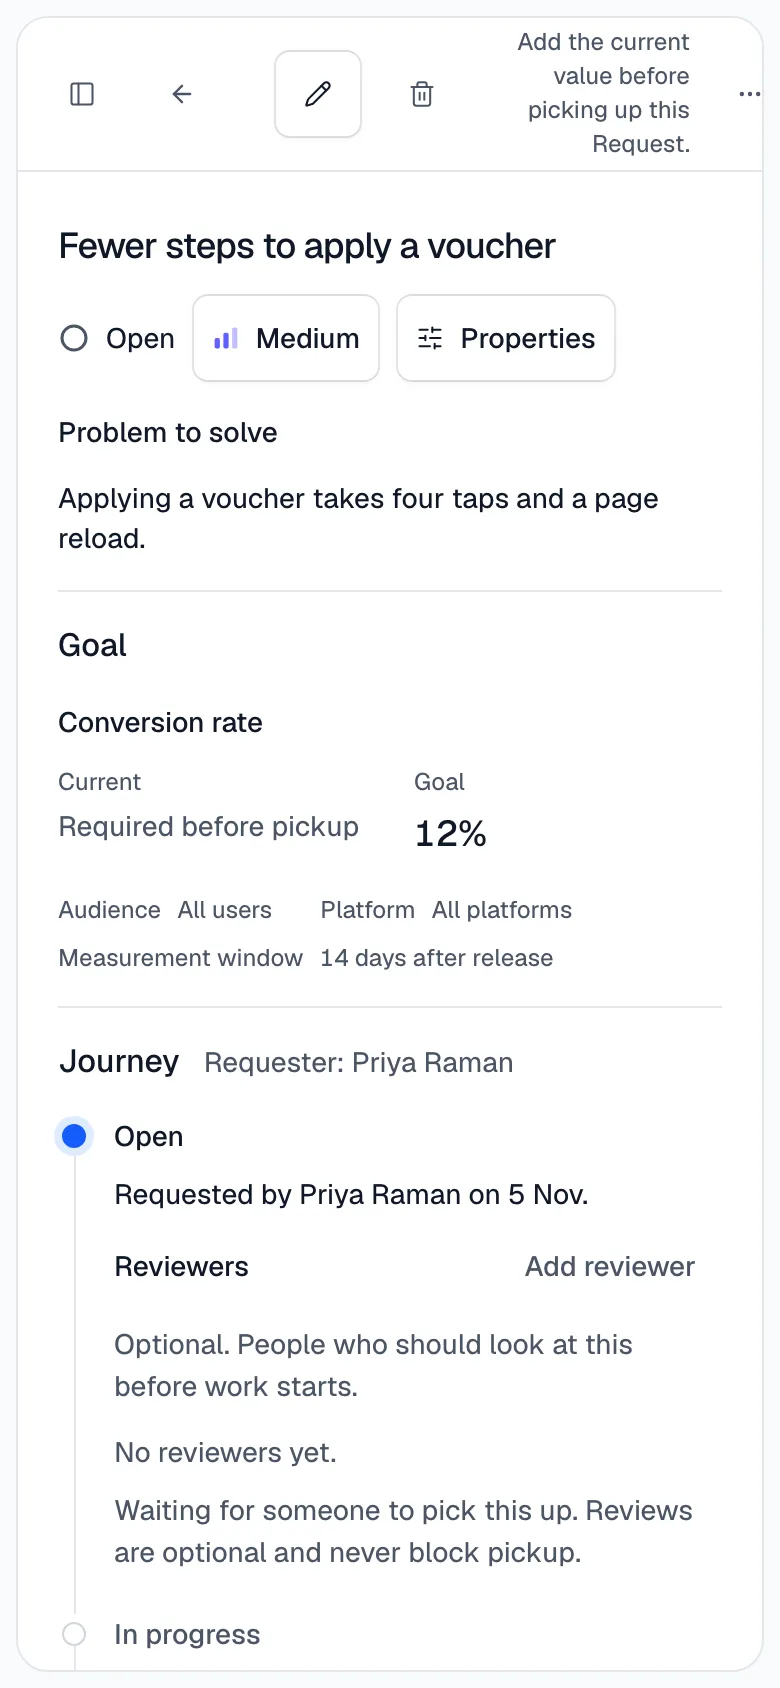 Add the current
value before
picking up this
Request.
Fewer steps to apply a voucher
Open
Medium
Properties
Problem to solve
Applying a voucher takes four taps and a page
reload.
Goal
Conversion rate
Current
Goal
Required before pickup
12%
Audience All users Platform All platforms
Measurement window 14 days after release
Journey Requester: Priya Raman
Open
Requested by Priya Raman on 5 Nov.
Reviewers
Add reviewer
Optional. People who should look at this
before work starts.
No reviewers yet.
Waiting for someone to pick this up. Reviews
are optional and never block pickup.
In progress